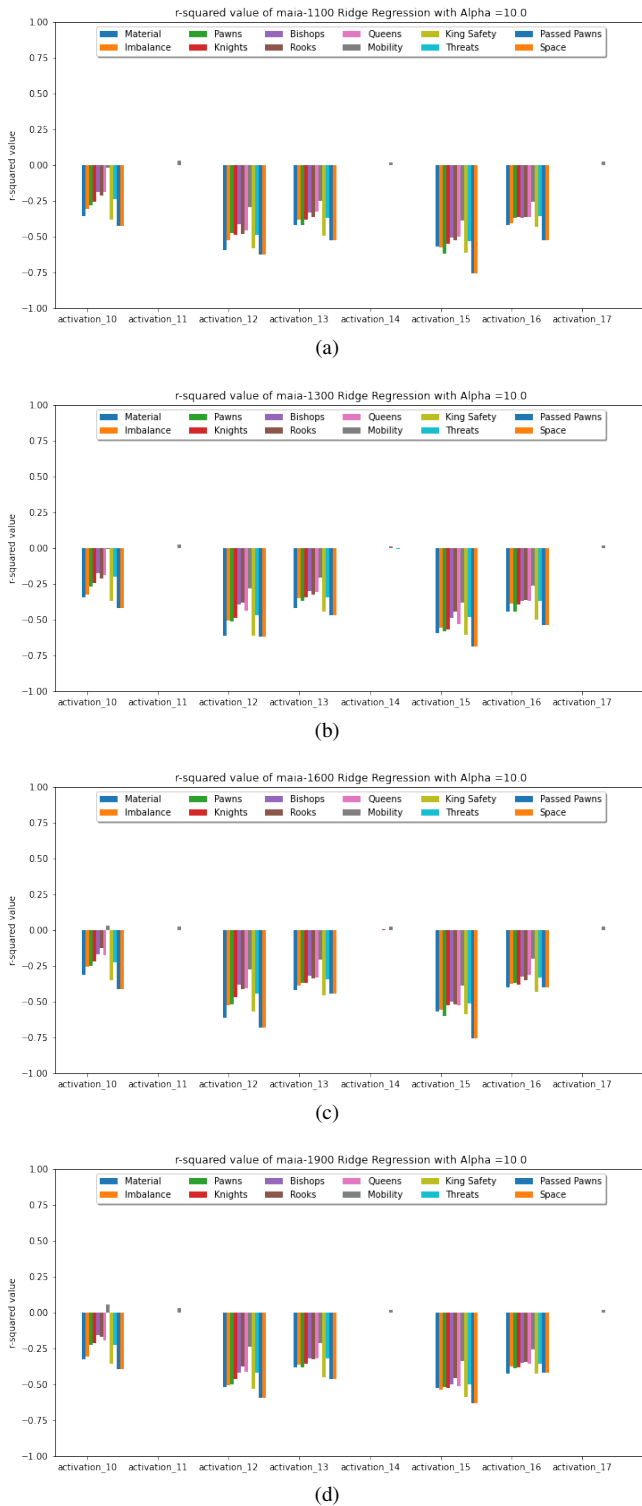 r-squared value of maia-1100 Ridge Regression with Alpha =10.0
Material Pawns Bishops Queens King Safety Passed Pawns
Imbalance Knights Rooks Mobility Threats Space
1.00
0.75
0.50
0.25
0.00
−0.25
−0.50
−0.75
−1.00
r-squared value
activation_10 activation_11 activation_12 activation_13 activation_14 activation_15 activation_16 activation_17
(a)
r-squared value of maia-1300 Ridge Regression with Alpha =10.0
Material Pawns Bishops Queens King Safety Passed Pawns
Imbalance Knights Rooks Mobility Threats Space
1.00
0.75
0.50
0.25
0.00
−0.25
−0.50
−0.75
−1.00
r-squared value
activation_10 activation_11 activation_12 activation_13 activation_14 activation_15 activation_16 activation_17
(b)
r-squared value of maia-1600 Ridge Regression with Alpha =10.0
Material Pawns Bishops Queens King Safety Passed Pawns
Imbalance Knights Rooks Mobility Threats Space
1.00
0.75
0.50
0.25
0.00
−0.25
−0.50
−0.75
−1.00
r-squared value
activation_10 activation_11 activation_12 activation_13 activation_14 activation_15 activation_16 activation_17
(c)
r-squared value of maia-1900 Ridge Regression with Alpha =10.0
Material Pawns Bishops Queens King Safety Passed Pawns
Imbalance Knights Rooks Mobility Threats Space
1.00
0.75
0.50
0.25
0.00
−0.25
−0.50
−0.75
−1.00
r-squared value
activation_10 activation_11 activation_12 activation_13 activation_14 activation_15 activation_16 activation_17
(d)